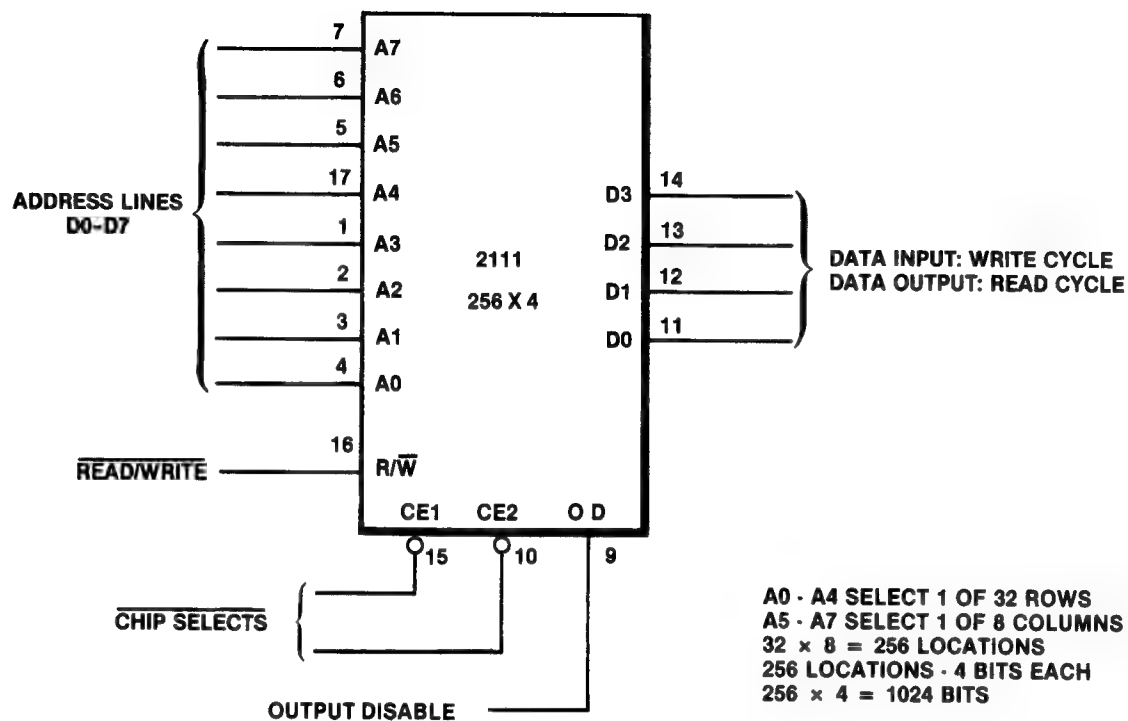 7 A7
6 A6
5 A5
17 A4
1 A3
2 A2
3 A1
4 A0
ADDRESS LINES
D0-D7
16 R/W̅
READ/WRITE
2111
256 X 4
D3 14
D2 13
D1 12
D0 11
DATA INPUT: WRITE CYCLE
DATA OUTPUT: READ CYCLE
CE1 CE2 O D
15 10 9
CHIP SELECTS
OUTPUT DISABLE
A0 - A4 SELECT 1 OF 32 ROWS
A5 - A7 SELECT 1 OF 8 COLUMNS
32 × 8 = 256 LOCATIONS
256 LOCATIONS - 4 BITS EACH
256 × 4 = 1024 BITS